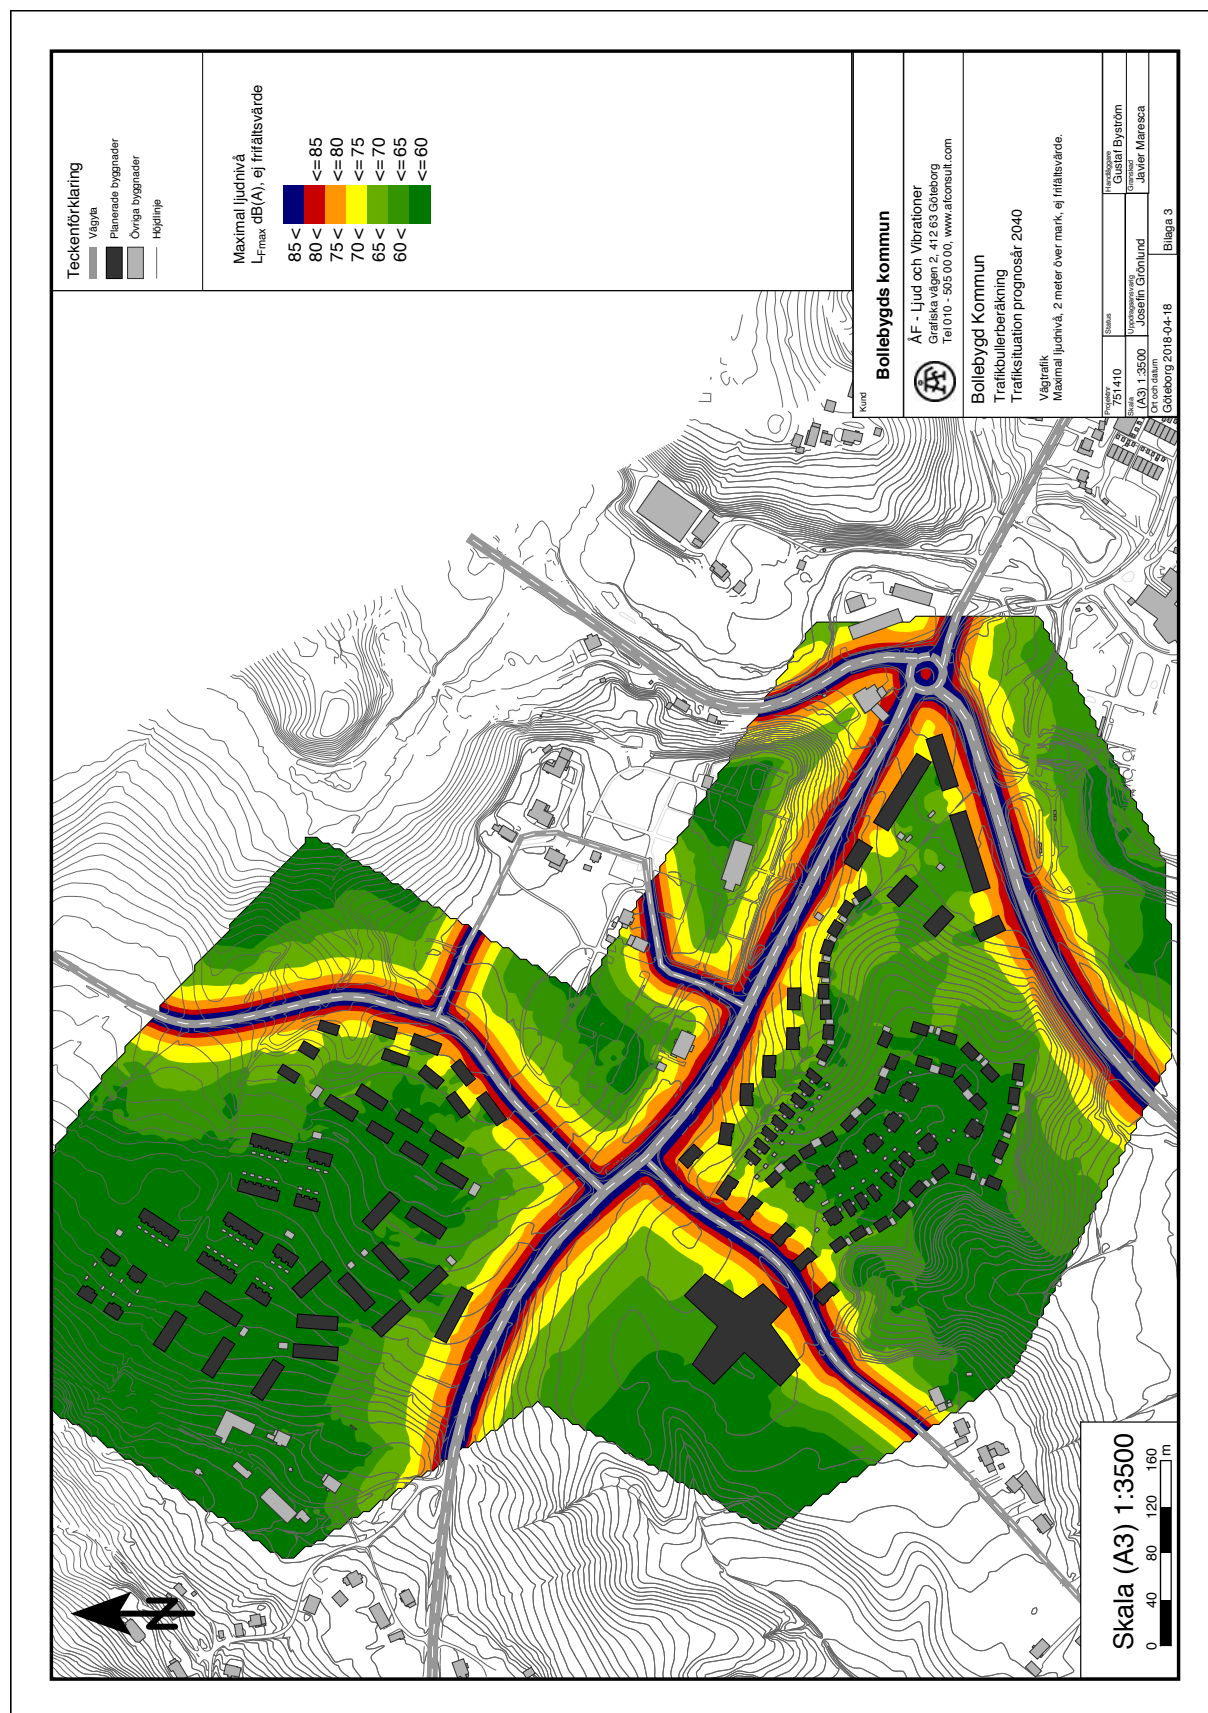 Teckenförklaring
Vägyta
Planerade byggnader
Övriga byggnader
Höjdlinje
Maximal ljudnivå
LFmax dB(A), ej frifältsvärde
85 <
80 < <= 85
75 < <= 80
70 < <= 75
65 < <= 70
60 < <= 65
<= 60
Kund
Bollebygds kommun
ÅF
ÅF - Ljud och Vibrationer
Grafiska vägen 2, 412 63 Göteborg
Tel 010 - 505 00 00, www.afconsult.com
Bollebygd Kommun
Trafikbullerberäkning
Trafiksituation prognosår 2040
Vägtrafik
Maximal ljudnivå, 2 meter över mark, ej frifältsvärde.
Projektnr
751410
Status
Handläggare
Gustaf Byström
Skala
(A3) 1:3500
Uppdragsansvarig
Josefin Grönlund
Granskad
Javier Maresca
Ort och datum
Göteborg 2018-04-18
Bilaga 3
N
Skala (A3) 1:3500
0 40 80 120 160
m